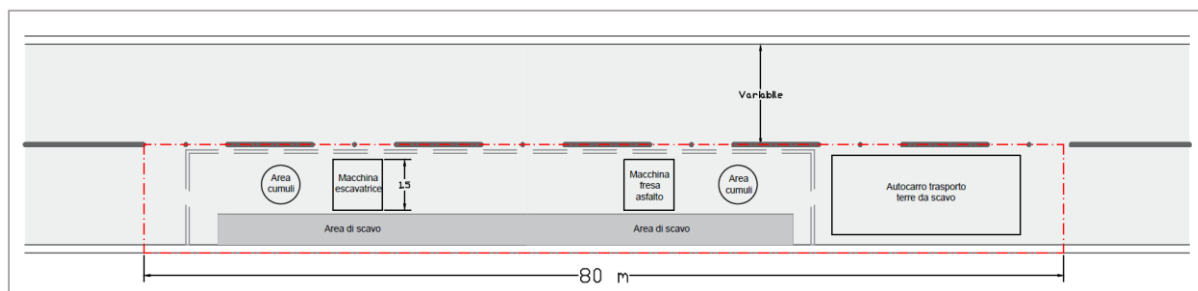 Variabile
Area
cumuli
Macchina
escavatrice
1.5
Macchina
fresa
asfalto
Area
cumuli
Autocarro trasporto
terre da scavo
Area di scavo
Area di scavo
80 m